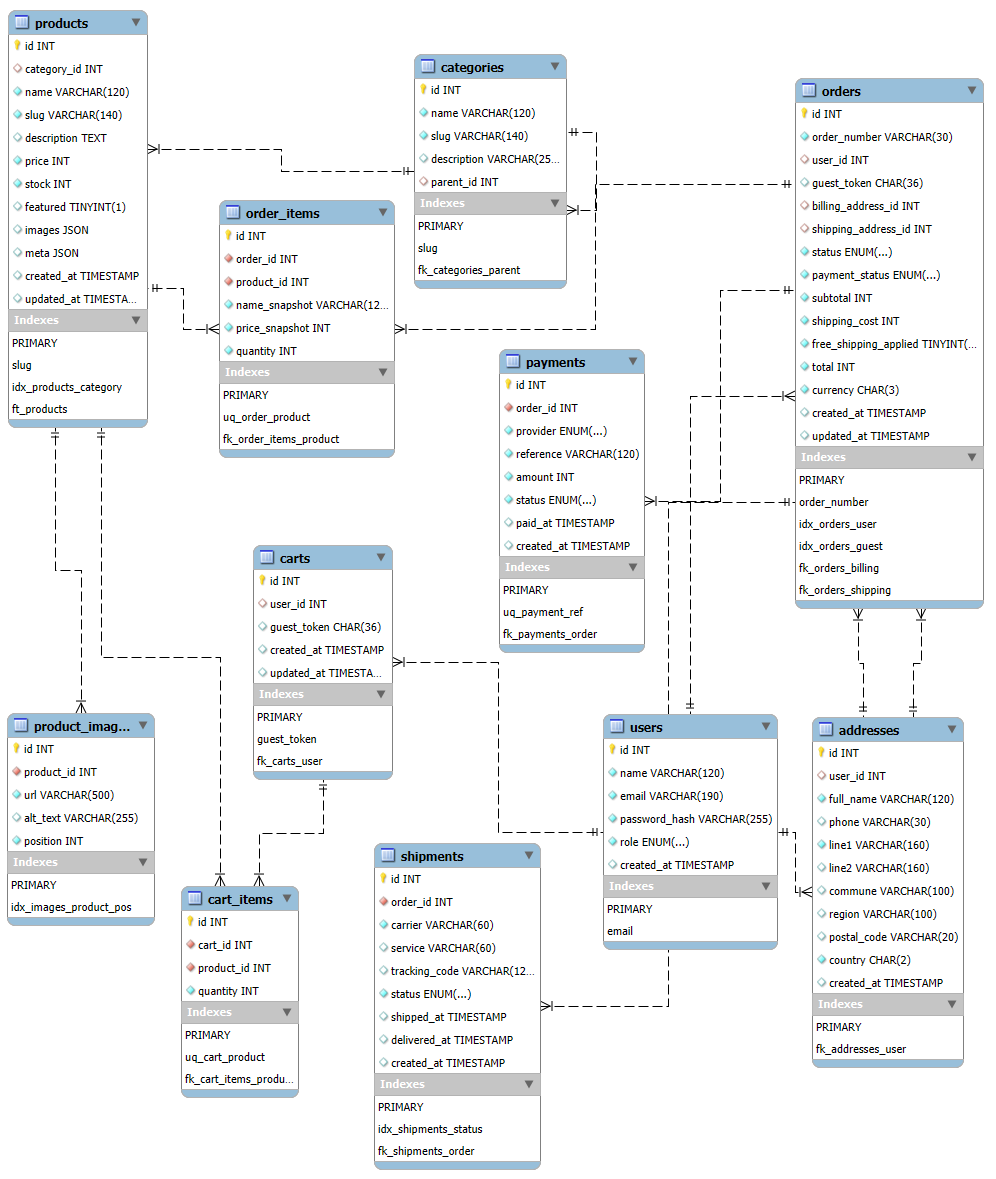 products
id INT
category_id INT
name VARCHAR(120)
slug VARCHAR(140)
description TEXT
price INT
stock INT
featured TINYINT(1)
images JSON
meta JSON
created_at TIMESTAMP
updated_at TIMESTA...
Indexes
PRIMARY
slug
idx_products_category
ft_products
categories
id INT
name VARCHAR(120)
slug VARCHAR(140)
description VARCHAR(25...
parent_id INT
Indexes
PRIMARY
slug
fk_categories_parent
orders
id INT
order_number VARCHAR(30)
user_id INT
guest_token CHAR(36)
billing_address_id INT
shipping_address_id INT
status ENUM(...)
payment_status ENUM(...)
subtotal INT
shipping_cost INT
free_shipping_applied TINYINT(...
total INT
currency CHAR(3)
created_at TIMESTAMP
updated_at TIMESTAMP
Indexes
PRIMARY
order_number
idx_orders_user
idx_orders_guest
fk_orders_billing
fk_orders_shipping
order_items
id INT
order_id INT
product_id INT
name_snapshot VARCHAR(12...
price_snapshot INT
quantity INT
Indexes
PRIMARY
uq_order_product
fk_order_items_product
payments
id INT
order_id INT
provider ENUM(...)
reference VARCHAR(120)
amount INT
status ENUM(...)
paid_at TIMESTAMP
created_at TIMESTAMP
Indexes
PRIMARY
uq_payment_ref
fk_payments_order
carts
id INT
user_id INT
guest_token CHAR(36)
created_at TIMESTAMP
updated_at TIMESTA...
Indexes
PRIMARY
guest_token
fk_carts_user
product_imag...
id INT
product_id INT
url VARCHAR(500)
alt_text VARCHAR(255)
position INT
Indexes
PRIMARY
idx_images_product_pos
users
id INT
name VARCHAR(120)
email VARCHAR(190)
password_hash VARCHAR(255)
role ENUM(...)
created_at TIMESTAMP
Indexes
PRIMARY
email
addresses
id INT
user_id INT
full_name VARCHAR(120)
phone VARCHAR(30)
line1 VARCHAR(160)
line2 VARCHAR(160)
commune VARCHAR(100)
region VARCHAR(100)
postal_code VARCHAR(20)
country CHAR(2)
created_at TIMESTAMP
Indexes
PRIMARY
fk_addresses_user
shipments
id INT
order_id INT
carrier VARCHAR(60)
service VARCHAR(60)
tracking_code VARCHAR(12...
status ENUM(...)
shipped_at TIMESTAMP
delivered_at TIMESTAMP
created_at TIMESTAMP
Indexes
PRIMARY
idx_shipments_status
fk_shipments_order
cart_items
id INT
cart_id INT
product_id INT
quantity INT
Indexes
PRIMARY
uq_cart_product
fk_cart_items_produ...